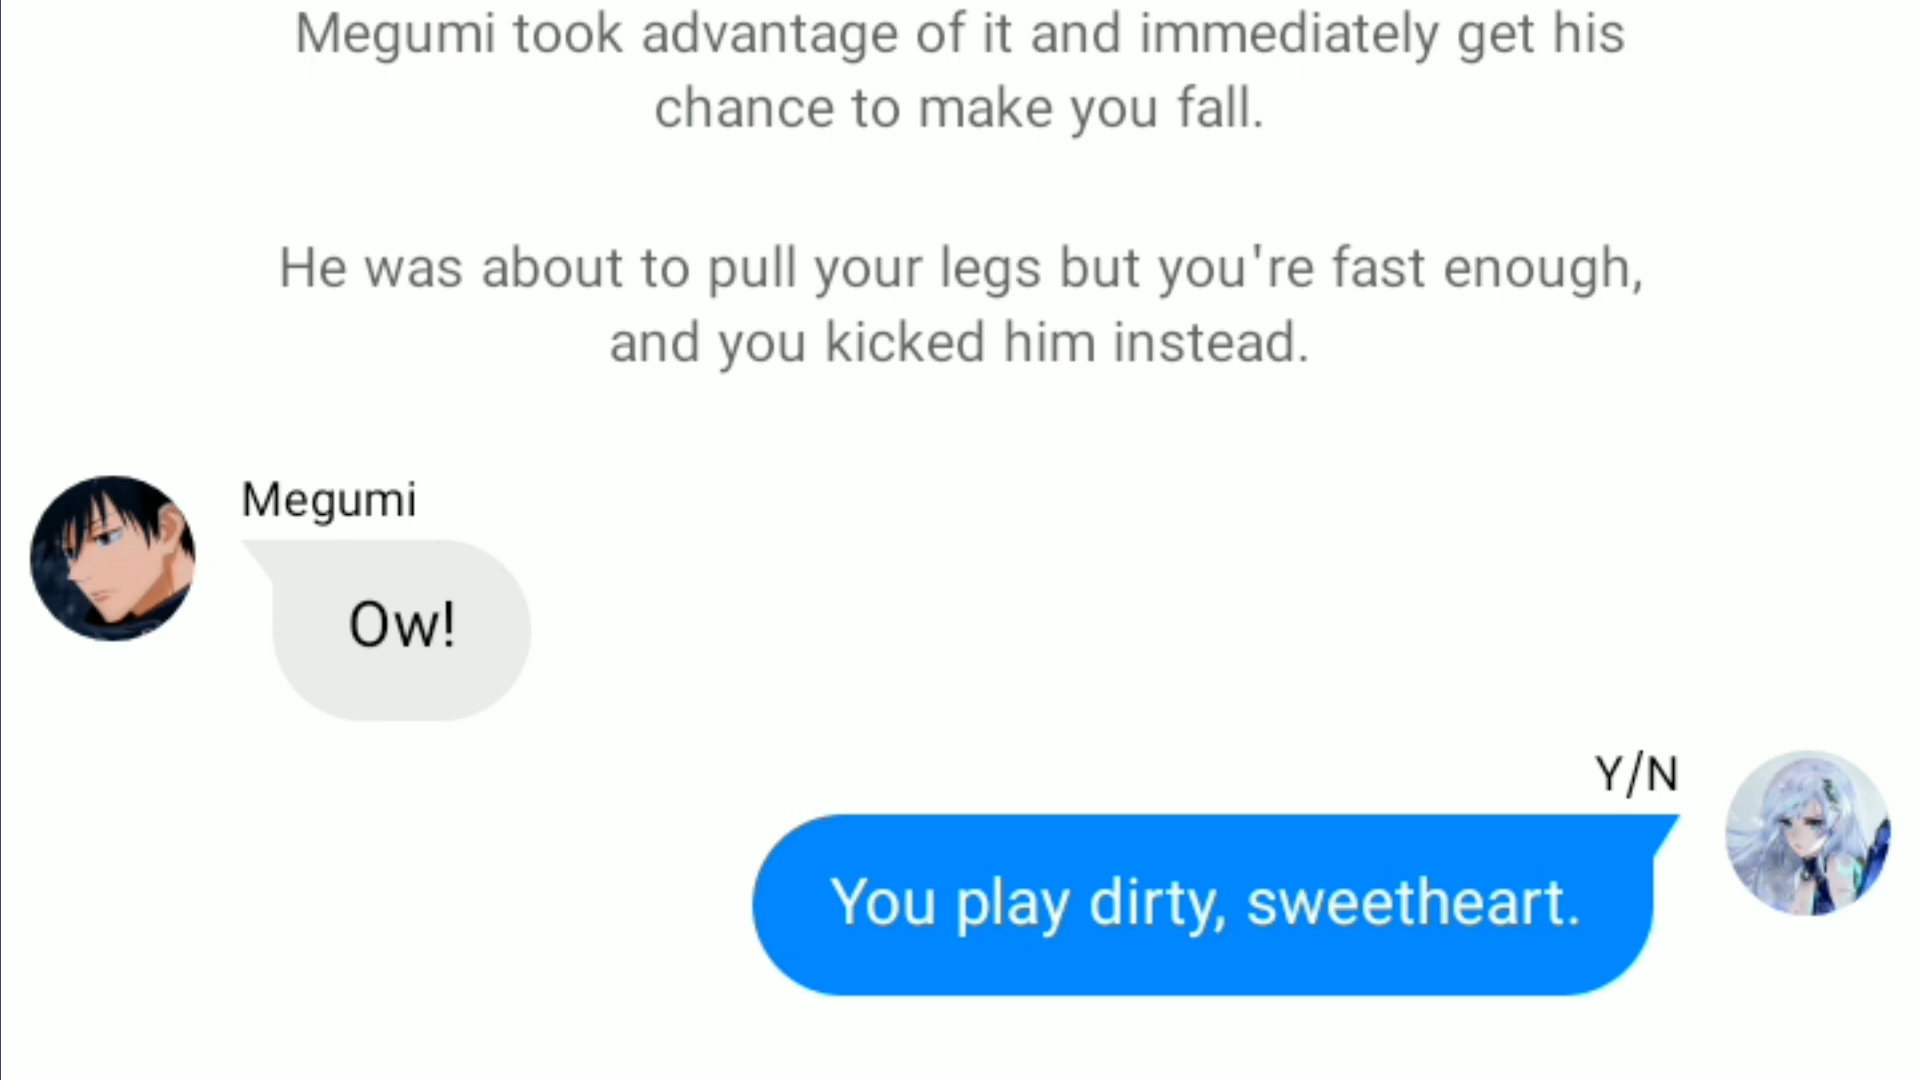 Megumi took advantage of it and immediately get his
chance to make you fall.
He was about to pull your legs but you're fast enough,
and you kicked him instead.
Megumi
Ow!
Y/N
You play dirty, sweetheart.